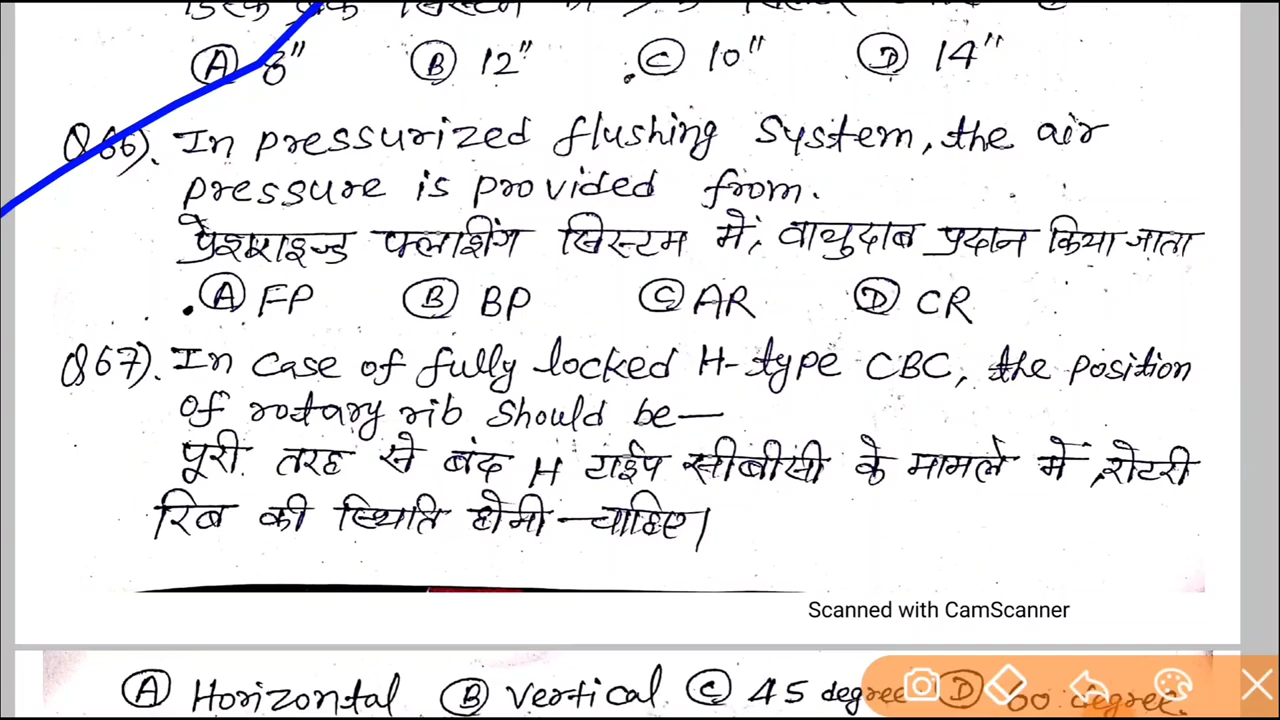 Ⓐ 8" Ⓑ 12" Ⓒ 10" Ⓓ 14"
Q66). In pressurized flushing system, the air
pressure is provided from.
प्रेशराइज्ड फ्लाशिंग सिस्टम में, वायुदाब प्रदान किया जाता
Ⓐ FP Ⓑ BP Ⓒ AR Ⓓ CR
Q67). In case of fully locked H-type CBC, the position
of rotary rib should be—
पूरी तरह से बंद H टाईप सीबीसी के मामले में, रोटरी
रिब की स्थिति होनी चाहिए।
Scanned with CamScanner
Ⓐ Horizontal Ⓑ Vertical Ⓒ 45 degree Ⓓ 60 degree.